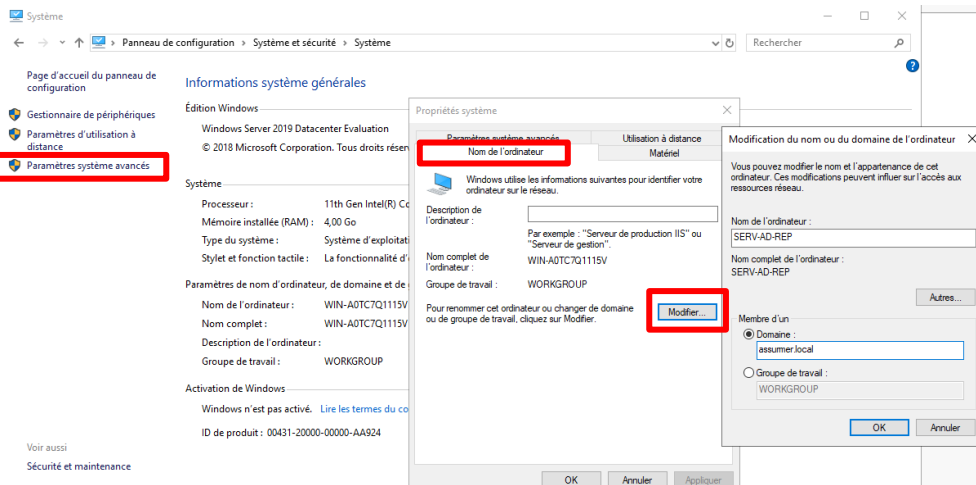 Système
Panneau de configuration > Système et sécurité > Système
Rechercher
Page d'accueil du panneau de
configuration
Gestionnaire de périphériques
Paramètres d'utilisation à
distance
Paramètres système avancés
Voir aussi
Sécurité et maintenance
Informations système générales
Édition Windows
Windows Server 2019 Datacenter Evaluation
© 2018 Microsoft Corporation. Tous droits
Système
Processeur : 11th Gen Intel(R)
Mémoire installée (RAM) : 4,00 Go
Type du système : Système
Stylet et fonction tactile : La fonctionnalité
Paramètres de nom d'ordinateur, de domaine et de
Nom de l'ordinateur : WIN-A0TC7Q1115V
Nom complet : WIN-A0TC7Q1115V
Description de l'ordinateur :
Groupe de travail : WORKGROUP
Activation de Windows
Windows n'est pas activé. Lire les termes du
ID de produit : 00431-20000-00000-AA924
Propriétés système
Paramètres système avancés
Utilisation à distance
Nom de l'ordinateur
Matériel
Windows utilise les informations suivantes pour identifier votre
ordinateur sur le réseau.
Description de
l'ordinateur :
Par exemple : "Serveur de production IIS" ou
"Serveur de gestion".
Nom complet de
l'ordinateur :
WIN-A0TC7Q1115V
Groupe de travail : WORKGROUP
Pour renommer cet ordinateur ou changer de domaine
ou de groupe de travail, cliquez sur Modifier.
Modifier...
OK
Annuler
Appliquer
Modification du nom ou du domaine de l'ordinateur
Vous pouvez modifier le nom et l'appartenance de cet
ordinateur. Ces modifications peuvent influer sur l'accès aux
ressources réseau.
Nom de l'ordinateur :
SERV-AD-REP
Nom complet de l'ordinateur :
SERV-AD-REP
Autres...
Membre d'un
Domaine :
assurmer.local
Groupe de travail :
WORKGROUP
OK
Annuler